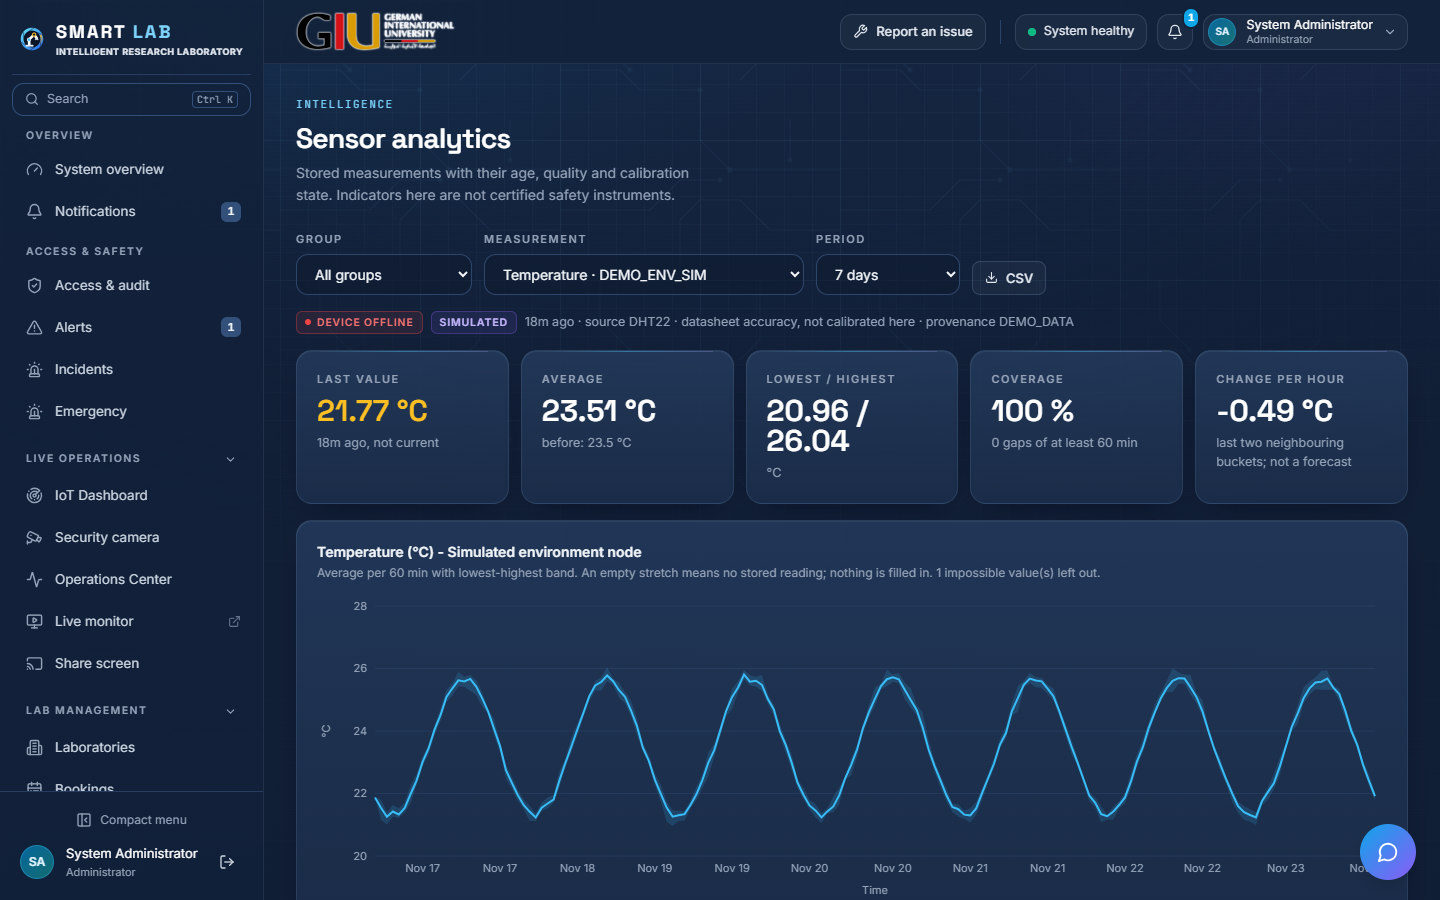 SMART LAB
INTELLIGENT RESEARCH LABORATORY
Search
Ctrl K
OVERVIEW
System overview
Notifications
1
ACCESS & SAFETY
Access & audit
Alerts
1
Incidents
Emergency
LIVE OPERATIONS
IoT Dashboard
Security camera
Operations Center
Live monitor
Share screen
LAB MANAGEMENT
Laboratories
Bookings
Compact menu
SA
System Administrator
Administrator
GIU
GERMAN
INTERNATIONAL
UNIVERSITY
Report an issue
System healthy
1
SA
System Administrator
Administrator
INTELLIGENCE
Sensor analytics
Stored measurements with their age, quality and calibration
state. Indicators here are not certified safety instruments.
GROUP
MEASUREMENT
PERIOD
All groups
Temperature · DEMO_ENV_SIM
7 days
CSV
DEVICE OFFLINE
SIMULATED
18m ago · source DHT22 · datasheet accuracy, not calibrated here · provenance DEMO_DATA
LAST VALUE
21.77 °C
18m ago, not current
AVERAGE
23.51 °C
before: 23.5 °C
LOWEST / HIGHEST
20.96 /
26.04
°C
COVERAGE
100 %
0 gaps of at least 60 min
CHANGE PER HOUR
-0.49 °C
last two neighbouring
buckets; not a forecast
Temperature (°C) - Simulated environment node
Average per 60 min with lowest-highest band. An empty stretch means no stored reading; nothing is filled in. 1 impossible value(s) left out.
28
26
24
22
20
°C
Nov 17
Nov 17
Nov 18
Nov 19
Nov 19
Nov 20
Nov 20
Nov 21
Nov 21
Nov 22
Nov 22
Nov 23
Time